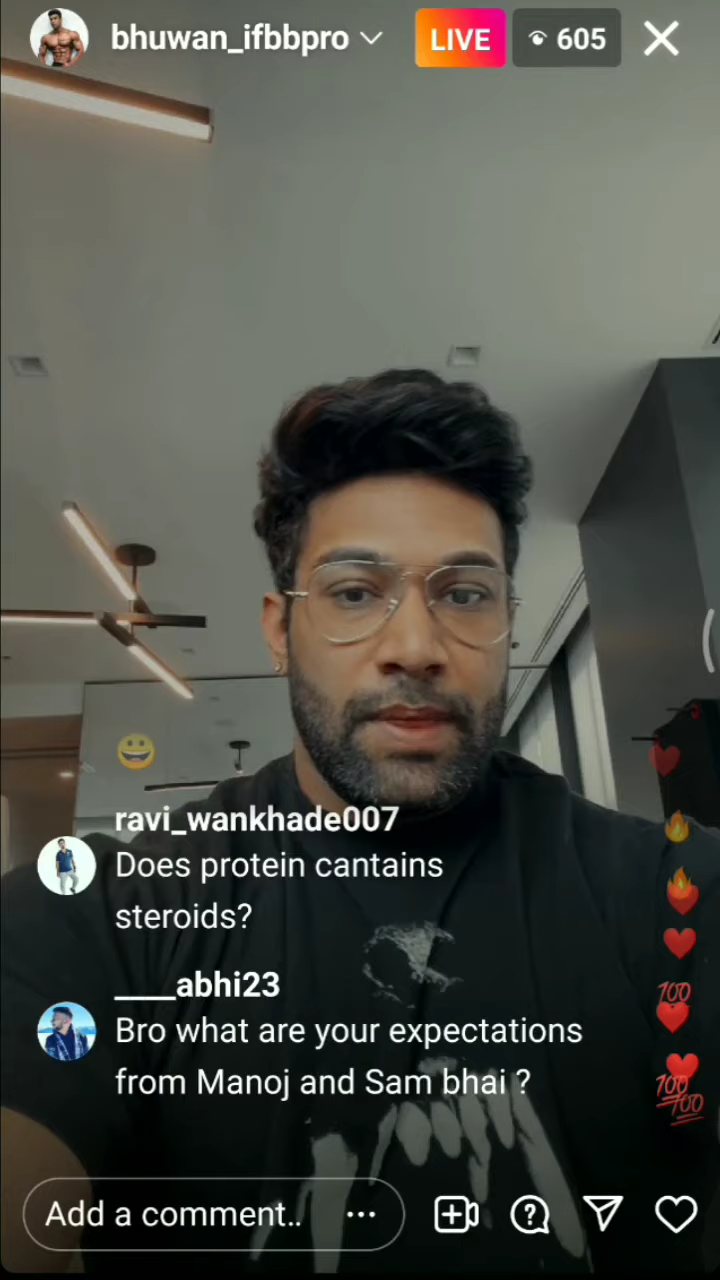 bhuwan_ifbbpro
LIVE
605
ravi_wankhade007
Does protein cantains
steroids?
____abhi23
Bro what are your expectations
from Manoj and Sam bhai ?
Add a comment..